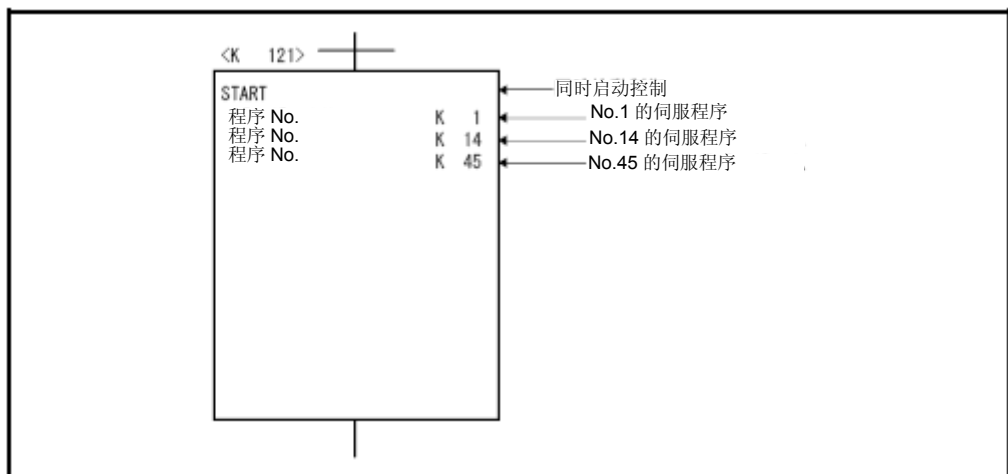 <K 121>
START 同时启动控制
程序 No. K 1 No.1 的伺服程序
程序 No. K 14 No.14 的伺服程序
程序 No. K 45 No.45 的伺服程序